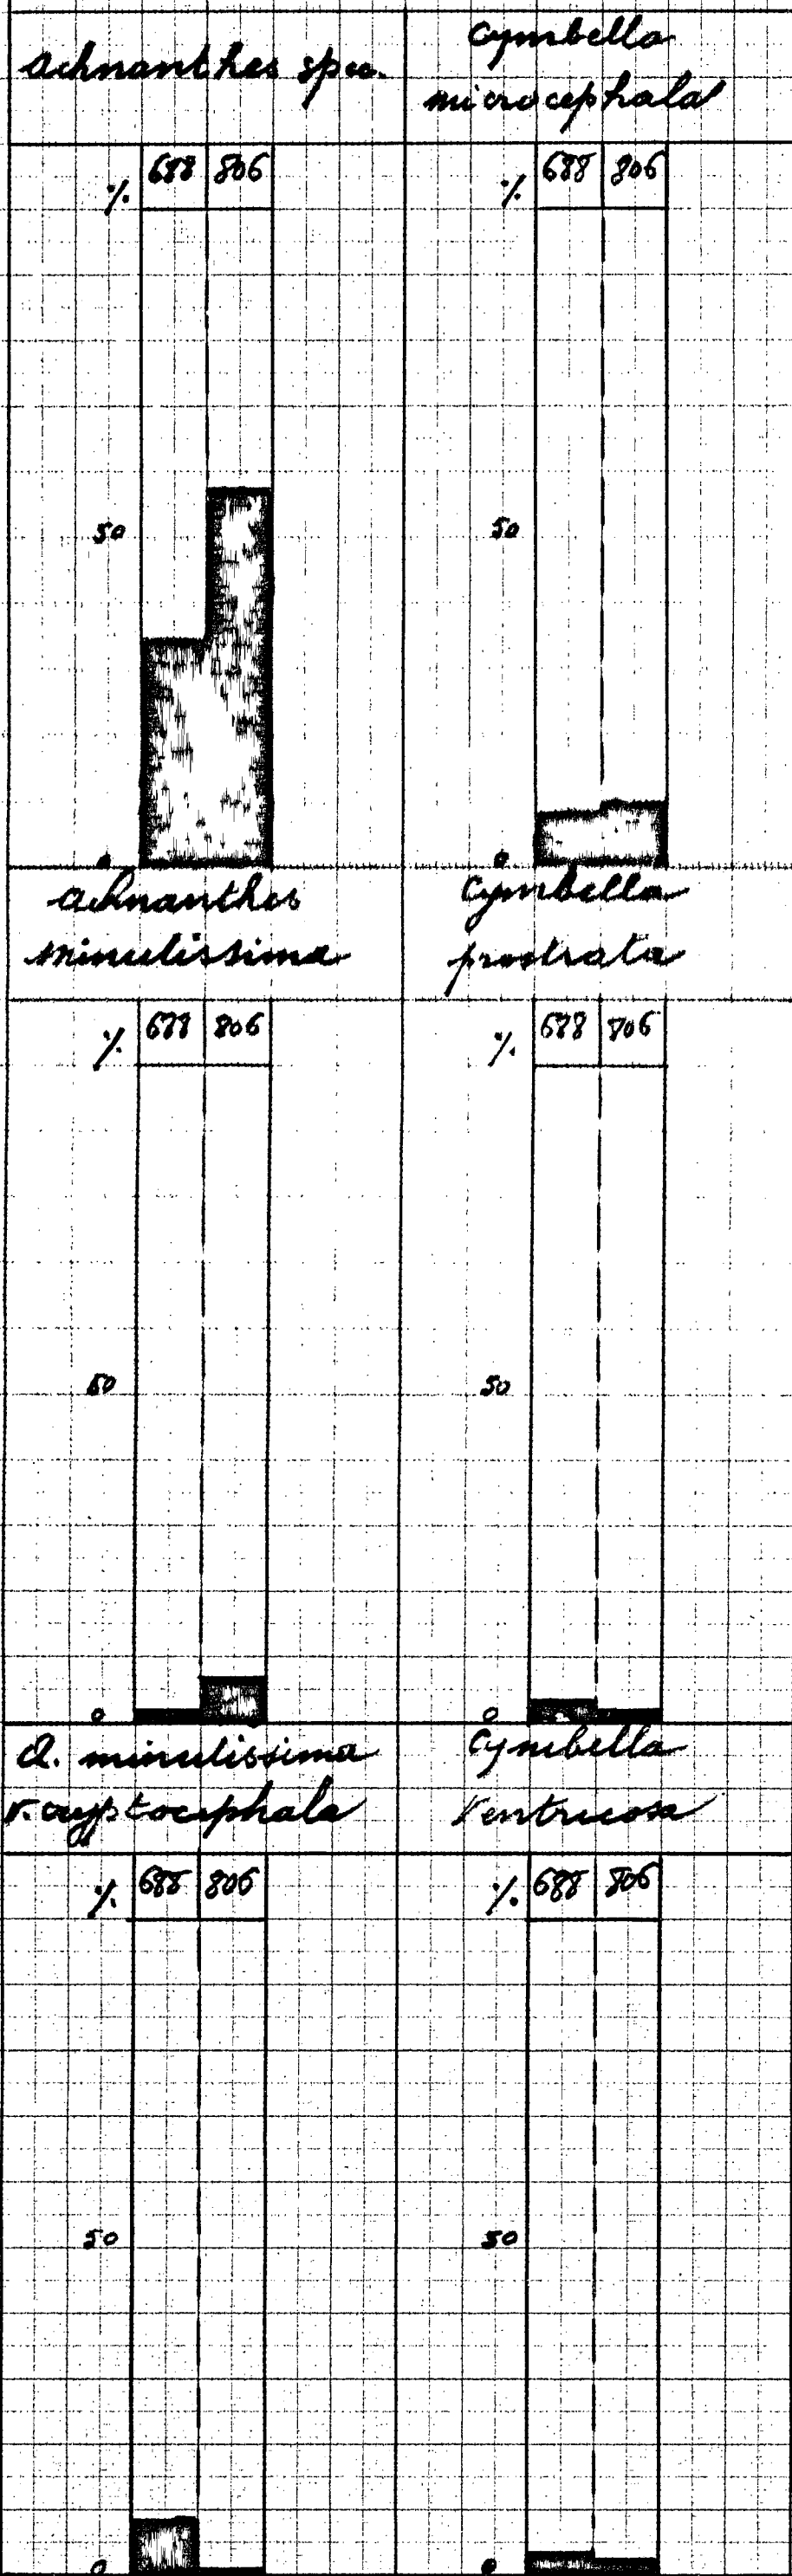 Achnanthes spec.
% 688 806
50
0
Cymbella
microcephala
% 688 806
50
0
Achnanthes
minutissima
% 688 806
50
0
Cymbella
prostrata
% 688 806
50
0
A. minutissima
v. cryptocephala
% 688 806
50
0
Cymbella
ventricosa
% 688 806
50
0